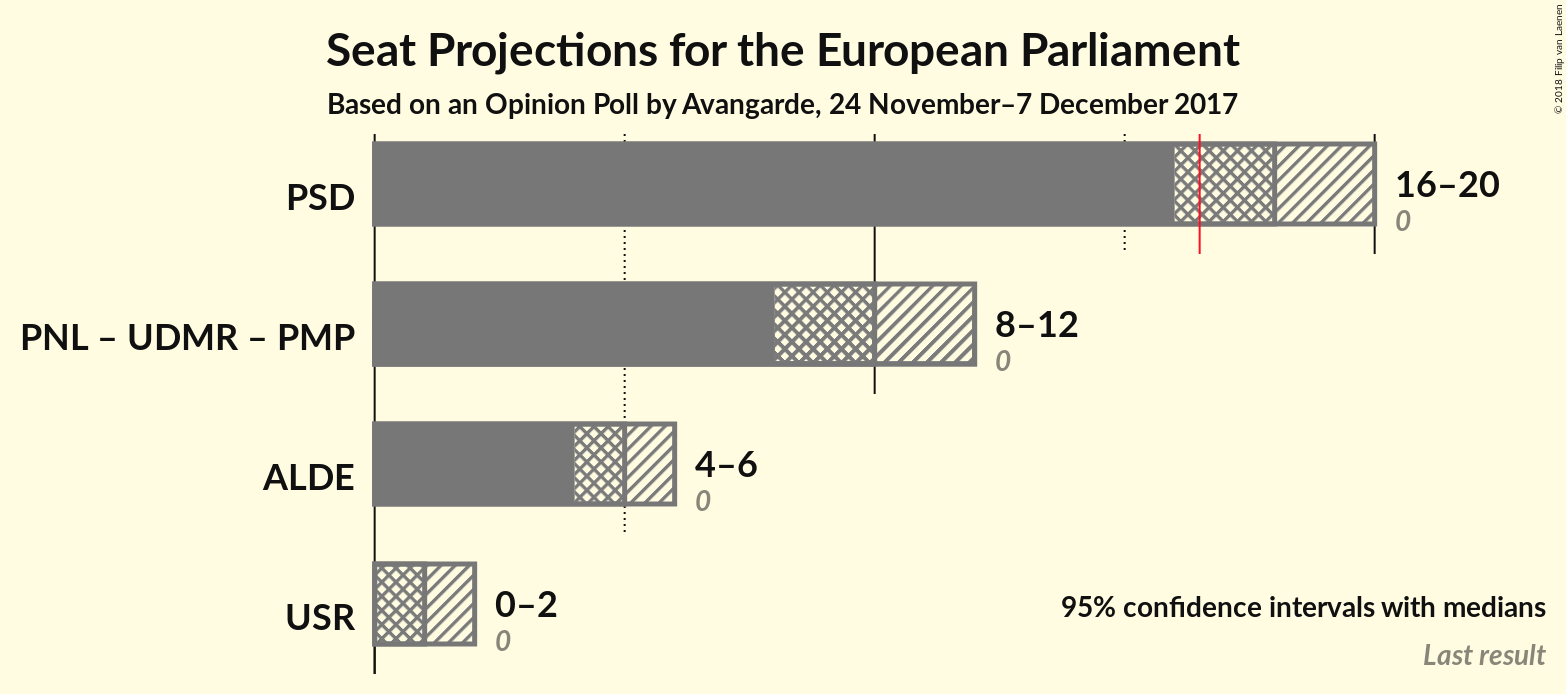 Seat Projections for the European Parliament
Based on an Opinion Poll by Avangarde, 24 November–7 December 2017
© 2018 Filip van Laenen
PSD
16–20
0
PNL – UDMR – PMP
8–12
0
ALDE
4–6
0
USR
0–2
0
95% confidence intervals with medians
Last result